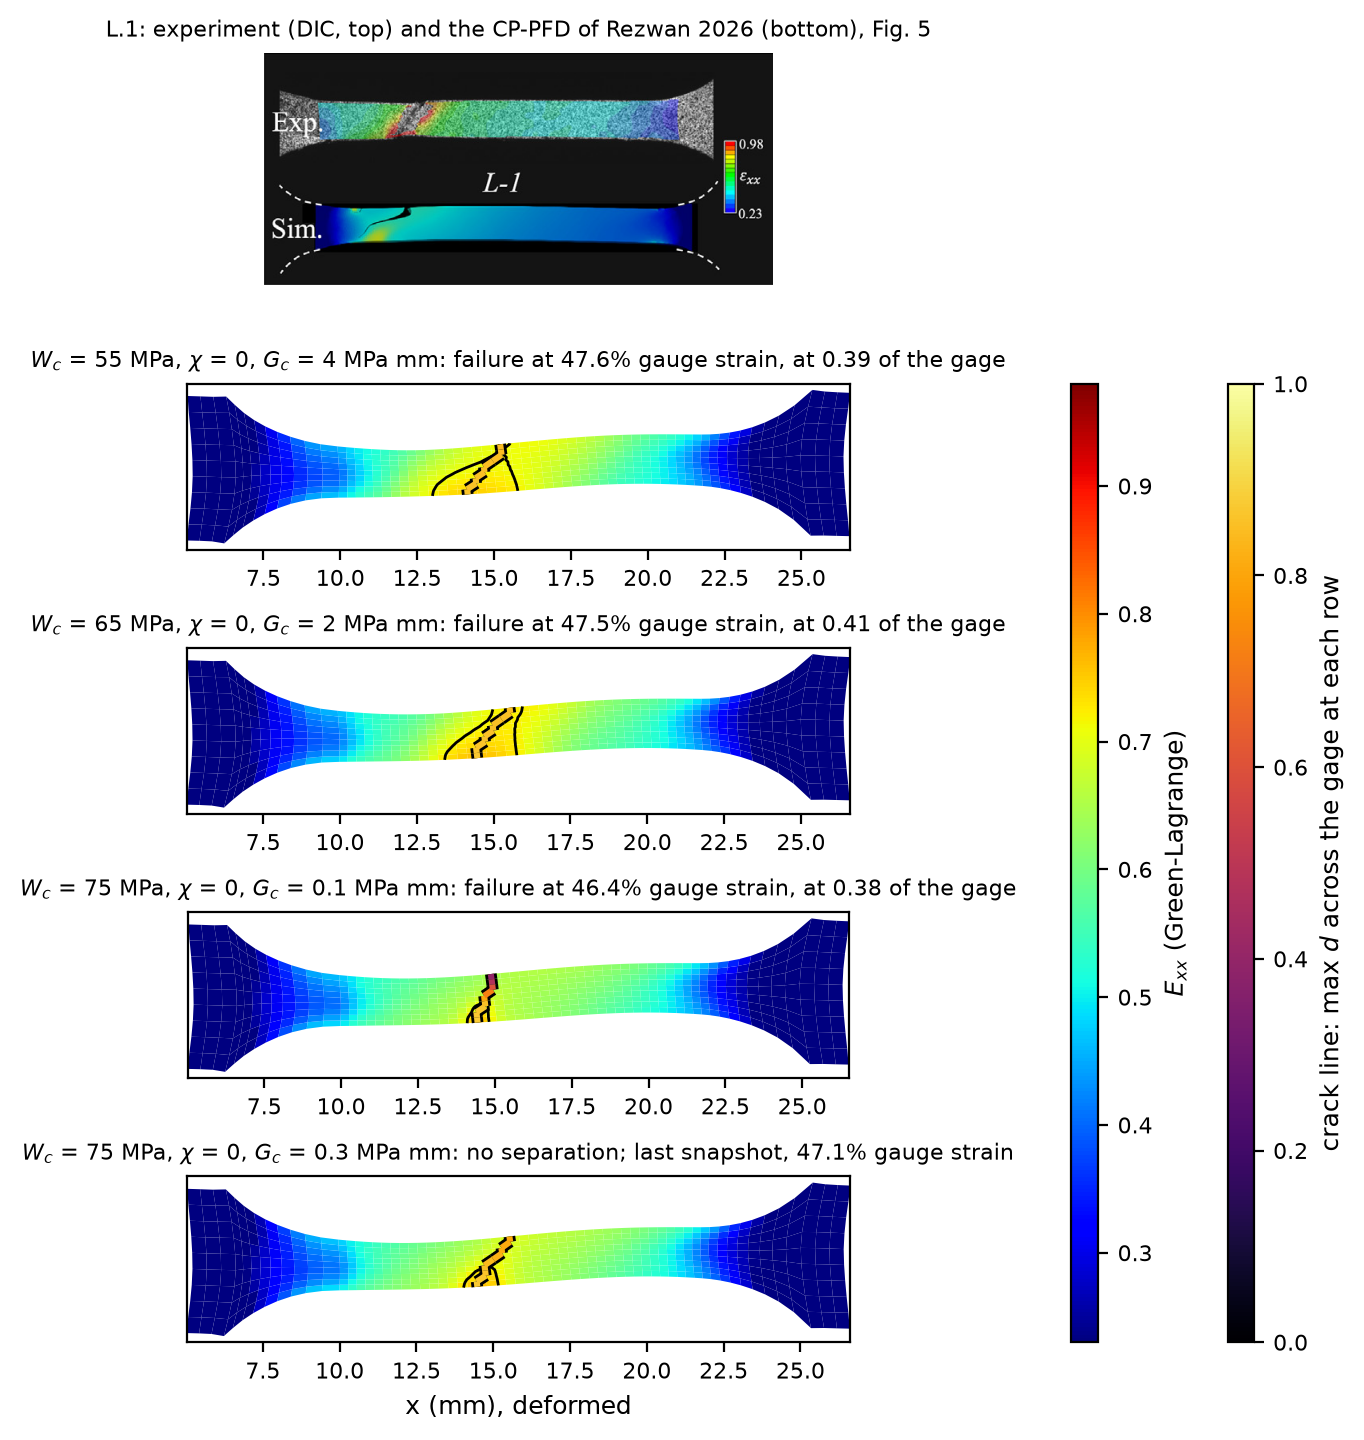 L.1: experiment (DIC, top) and the CP-PFD of Rezwan 2026 (bottom), Fig. 5
Exp.
0.98
εxx
0.23
L-1
Sim.
Wc = 55 MPa, χ = 0, Gc = 4 MPa mm: failure at 47.6% gauge strain, at 0.39 of the gage
7.5 10.0 12.5 15.0 17.5 20.0 22.5 25.0
Wc = 65 MPa, χ = 0, Gc = 2 MPa mm: failure at 47.5% gauge strain, at 0.41 of the gage
7.5 10.0 12.5 15.0 17.5 20.0 22.5 25.0
Wc = 75 MPa, χ = 0, Gc = 0.1 MPa mm: failure at 46.4% gauge strain, at 0.38 of the gage
7.5 10.0 12.5 15.0 17.5 20.0 22.5 25.0
Wc = 75 MPa, χ = 0, Gc = 0.3 MPa mm: no separation; last snapshot, 47.1% gauge strain
7.5 10.0 12.5 15.0 17.5 20.0 22.5 25.0
x (mm), deformed
0.9
0.8
0.7
0.6
0.5
0.4
0.3
Exx (Green-Lagrange)
1.0
0.8
0.6
0.4
0.2
0.0
crack line: max d across the gage at each row